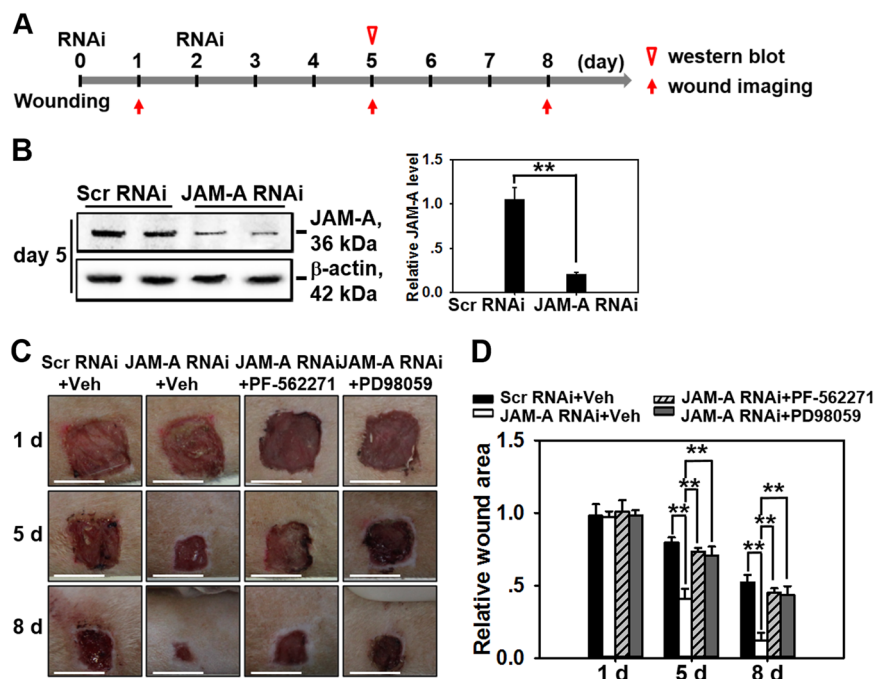 A
RNAi RNAi
0 1 2 3 4 5 6 7 8 (day)
Wounding
western blot
wound imaging
B
Scr RNAi JAM-A RNAi
day 5
JAM-A,
36 kDa
β-actin,
42 kDa
Relative JAM-A level
1.5
1.0
.5
0.0
**
Scr RNAi JAM-A RNAi
C
Scr RNAi JAM-A RNAi JAM-A RNAi JAM-A RNAi
+Veh +Veh +PF-562271 +PD98059
1 d
5 d
8 d
D
Scr RNAi+Veh JAM-A RNAi+PF-562271
JAM-A RNAi+Veh JAM-A RNAi+PD98059
Relative wound area
1.5
1.0
.5
0.0
** ** **
** ** **
1 d 5 d 8 d